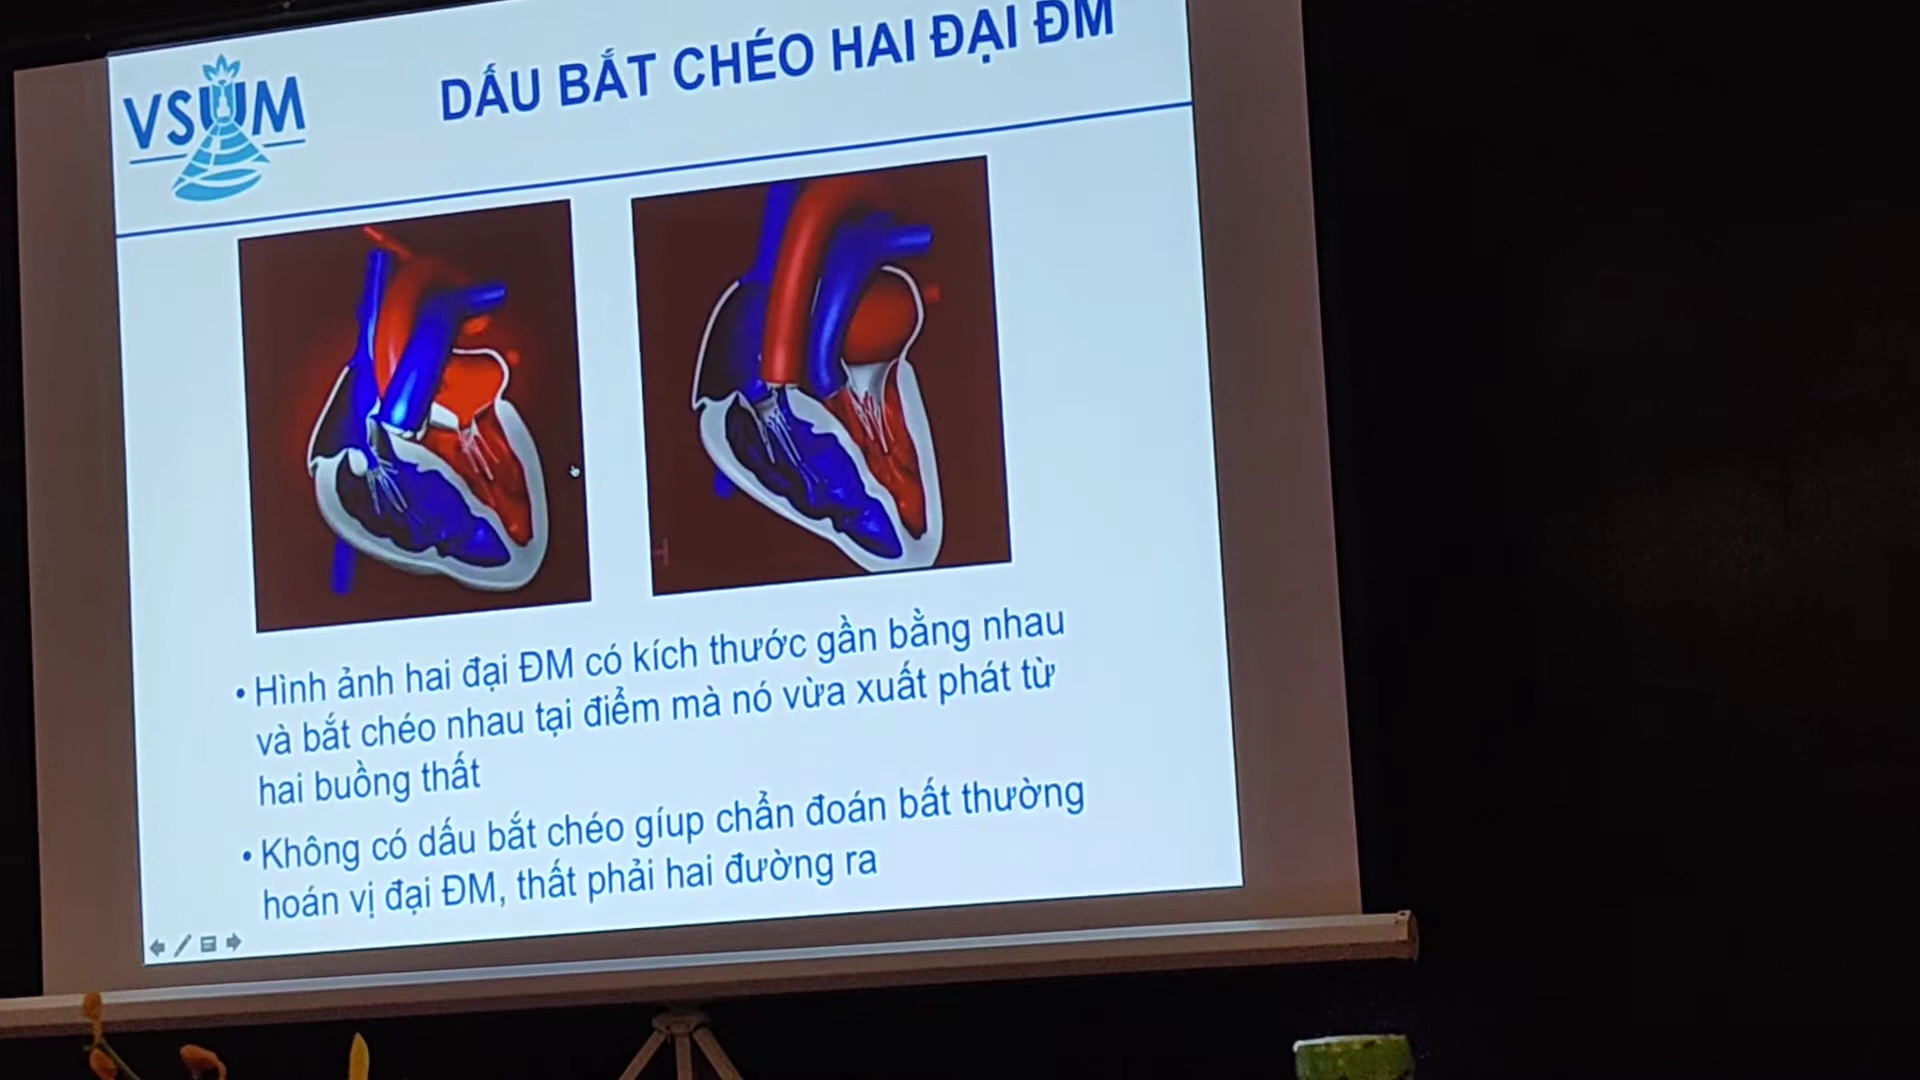 VSUM
DẤU BẮT CHÉO HAI ĐẠI ĐM
• Hình ảnh hai đại ĐM có kích thước gần bằng nhau
và bắt chéo nhau tại điểm mà nó vừa xuất phát từ
hai buồng thất
• Không có dấu bắt chéo gíup chẩn đoán bất thường
hoán vị đại ĐM, thất phải hai đường ra